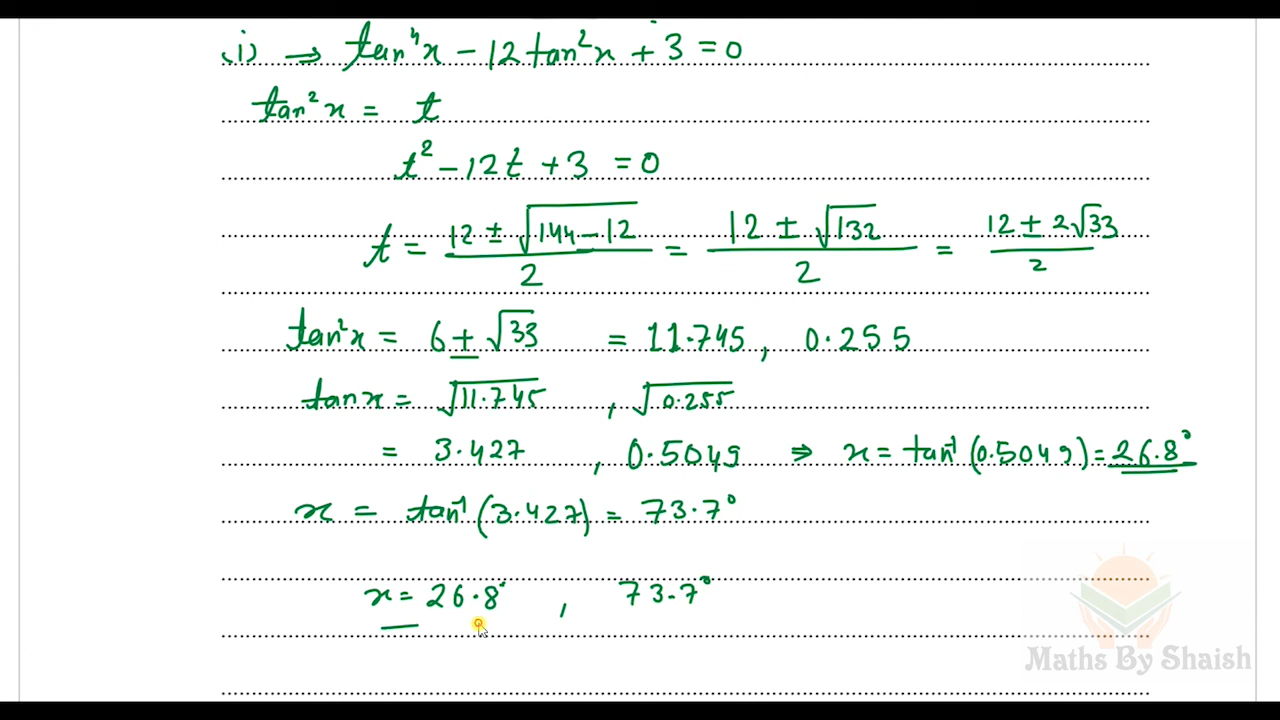 (i) ⇒ tan⁴x − 12tan²x + 3 = 0
tan²x = t
t² − 12t + 3 = 0
t = (12 ± √(144 − 12))/2 = (12 ± √132)/2 = (12 ± 2√33)/2
tan²x = 6 ± √33 = 11.745, 0.255
tanx = √11.745, √0.255
= 3.427, 0.5049 ⇒ x = tan⁻¹(0.5049) = 26.8°
x = tan⁻¹(3.427) = 73.7°
x = 26.8°, 73.7°
Maths By Shaish